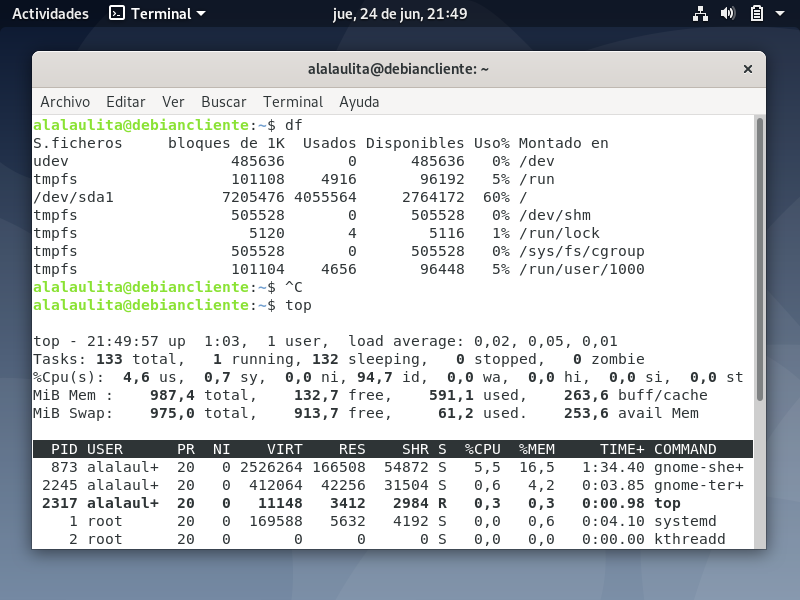 Actividades Terminal jue, 24 de jun, 21:49
alalaulita@debiancliente: ~ ×
Archivo Editar Ver Buscar Terminal Ayuda
alalaulita@debiancliente:~$ df
S.ficheros     bloques de 1K  Usados Disponibles Uso% Montado en
udev                  485636       0      485636   0% /dev
tmpfs                 101108    4916       96192   5% /run
/dev/sda1            7205476 4055564     2764172  60% /
tmpfs                 505528       0      505528   0% /dev/shm
tmpfs                   5120       4        5116   1% /run/lock
tmpfs                 505528       0      505528   0% /sys/fs/cgroup
tmpfs                 101104    4656       96448   5% /run/user/1000
alalaulita@debiancliente:~$ ^C
alalaulita@debiancliente:~$ top
top - 21:49:57 up  1:03,  1 user,  load average: 0,02, 0,05, 0,01
Tasks: 133 total,   1 running, 132 sleeping,   0 stopped,   0 zombie
%Cpu(s):  4,6 us,  0,7 sy,  0,0 ni, 94,7 id,  0,0 wa,  0,0 hi,  0,0 si,  0,0 st
MiB Mem :    987,4 total,    132,7 free,    591,1 used,    263,6 buff/cache
MiB Swap:    975,0 total,    913,7 free,     61,2 used.    253,6 avail Mem
  PID USER      PR  NI    VIRT    RES    SHR S  %CPU  %MEM     TIME+ COMMAND
  873 alalaul+  20   0 2526264 166508  54872 S   5,5  16,5   1:34.40 gnome-she+
 2245 alalaul+  20   0  412064  42256  31504 S   0,6   4,2   0:03.85 gnome-ter+
 2317 alalaul+  20   0   11148   3412   2984 R   0,3   0,3   0:00.98 top
    1 root      20   0  169588   5632   4192 S   0,0   0,6   0:04.10 systemd
    2 root      20   0       0      0      0 S   0,0   0,0   0:00.00 kthreadd